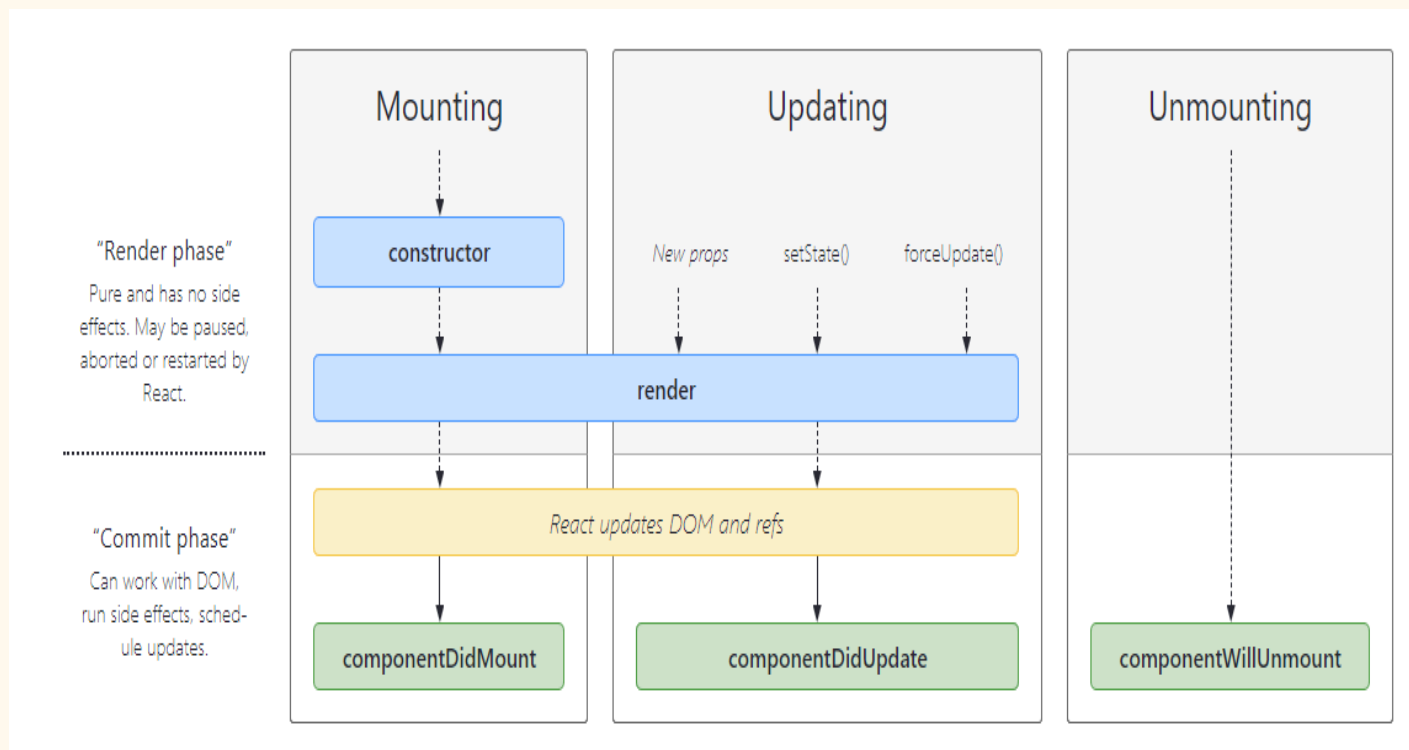 Mounting
Updating
Unmounting
“Render phase”
Pure and has no side
effects. May be paused,
aborted or restarted by
React.
constructor
New props
setState()
forceUpdate()
render
“Commit phase”
Can work with DOM,
run side effects, sched-
ule updates.
React updates DOM and refs
componentDidMount
componentDidUpdate
componentWillUnmount